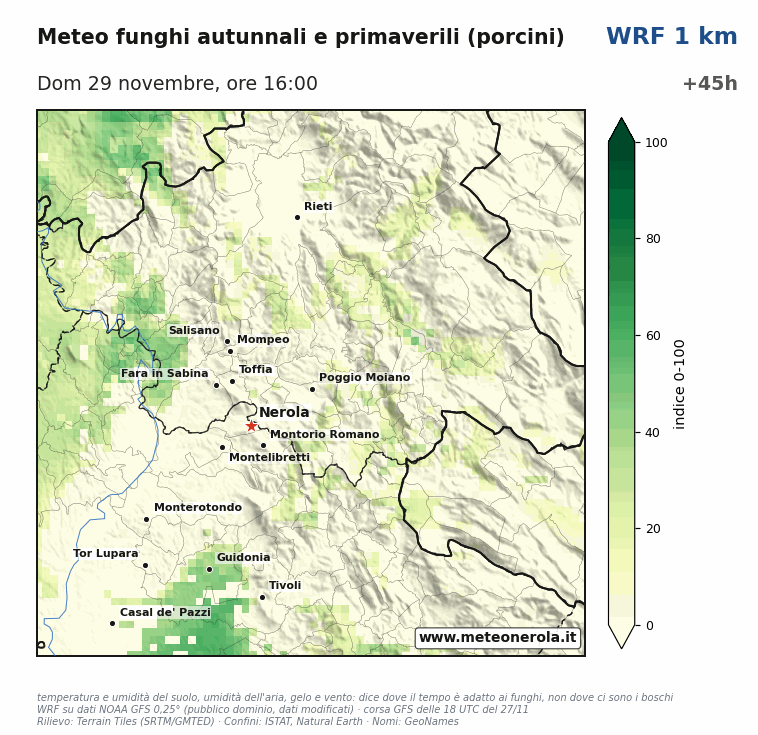 Meteo funghi autunnali e primaverili (porcini)
WRF 1 km
Dom 29 novembre, ore 16:00
+45h
Rieti
Salisano
Mompeo
Toffia
Fara in Sabina
Poggio Moiano
Nerola
Montorio Romano
Montelibretti
Monterotondo
Tor Lupara
Guidonia
Tivoli
Casal de' Pazzi
www.meteonerola.it
100
80
60
40
20
0
indice 0-100
temperatura e umidità del suolo, umidità dell'aria, gelo e vento: dice dove il tempo è adatto ai funghi, non dove ci sono i boschi
WRF su dati NOAA GFS 0,25° (pubblico dominio, dati modificati) · corsa GFS delle 18 UTC del 27/11
Rilievo: Terrain Tiles (SRTM/GMTED) · Confini: ISTAT, Natural Earth · Nomi: GeoNames